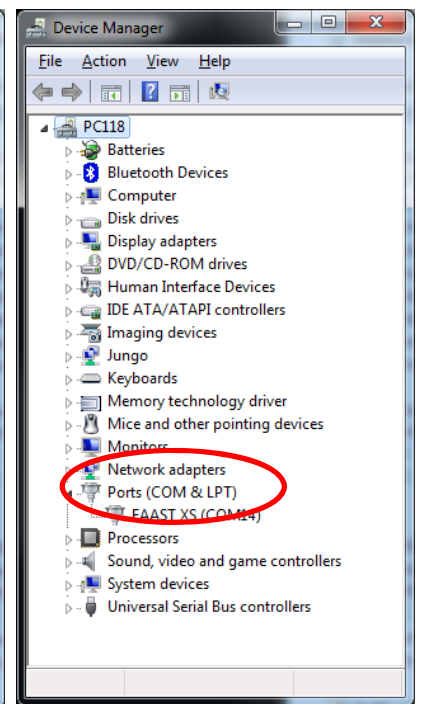 Device Manager
File Action View Help
PC118
Batteries
Bluetooth Devices
Computer
Disk drives
Display adapters
DVD/CD-ROM drives
Human Interface Devices
IDE ATA/ATAPI controllers
Imaging devices
Jungo
Keyboards
Memory technology driver
Mice and other pointing devices
Monitors
Network adapters
Ports (COM & LPT)
FAAST XS (COM14)
Processors
Sound, video and game controllers
System devices
Universal Serial Bus controllers